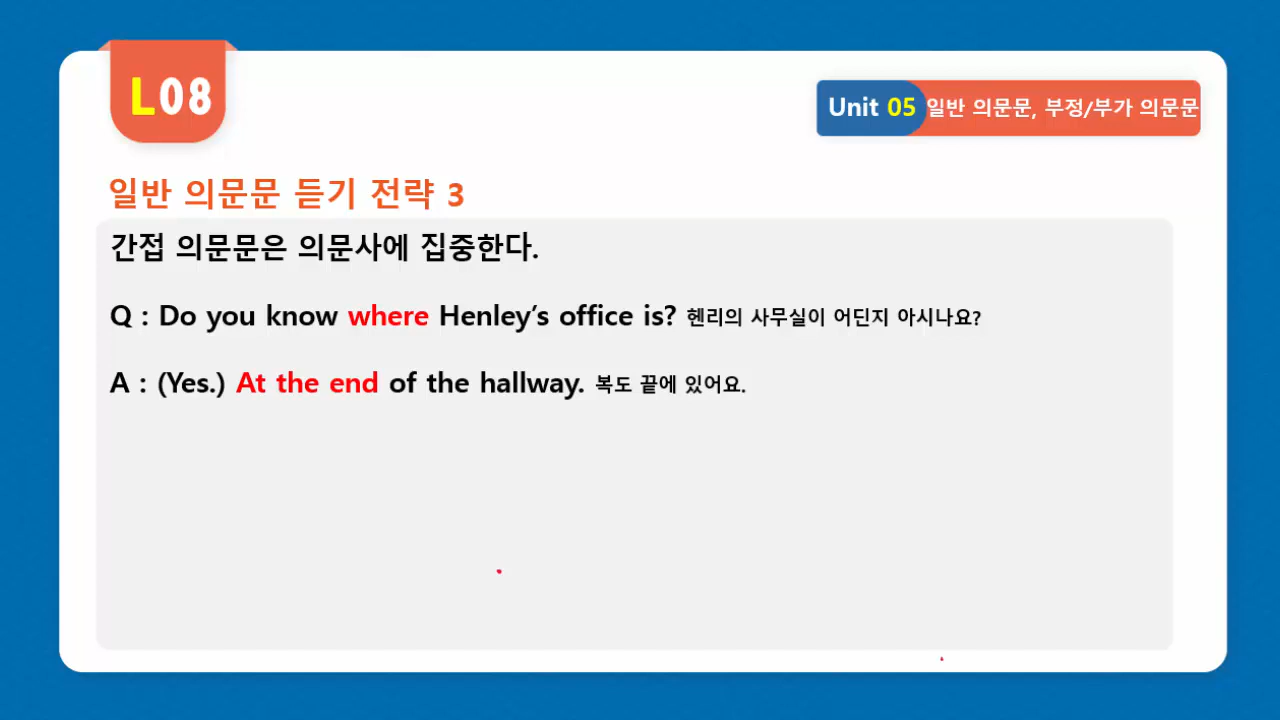 L08
Unit 05 일반 의문문, 부정/부가 의문문
일반 의문문 듣기 전략 3
간접 의문문은 의문사에 집중한다.
Q : Do you know where Henley’s office is? 헨리의 사무실이 어딘지 아시나요?
A : (Yes.) At the end of the hallway. 복도 끝에 있어요.